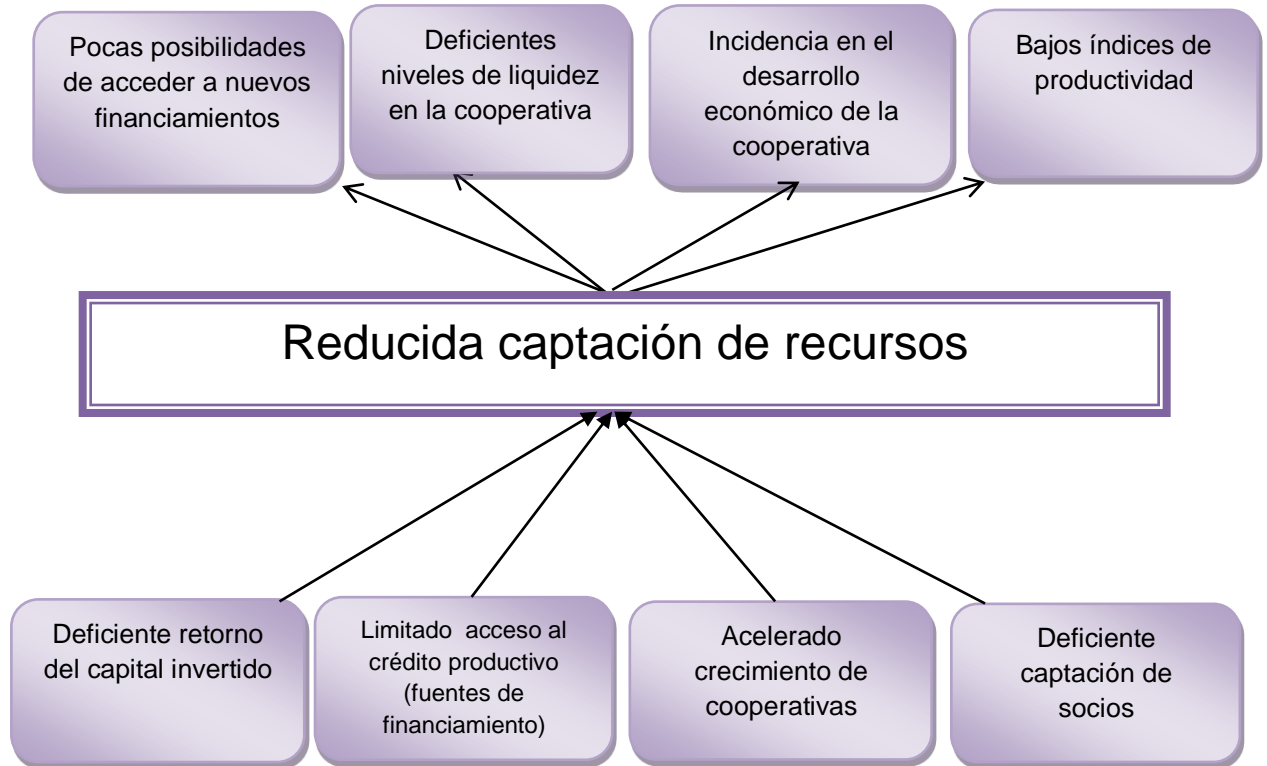 Pocas posibilidades
de acceder a nuevos
financiamientos
Deficientes
niveles de liquidez
en la cooperativa
Incidencia en el
desarrollo
económico de la
cooperativa
Bajos índices de
productividad
Reducida captación de recursos
Deficiente retorno
del capital invertido
Limitado acceso al
crédito productivo
(fuentes de
financiamiento)
Acelerado
crecimiento de
cooperativas
Deficiente
captación de
socios